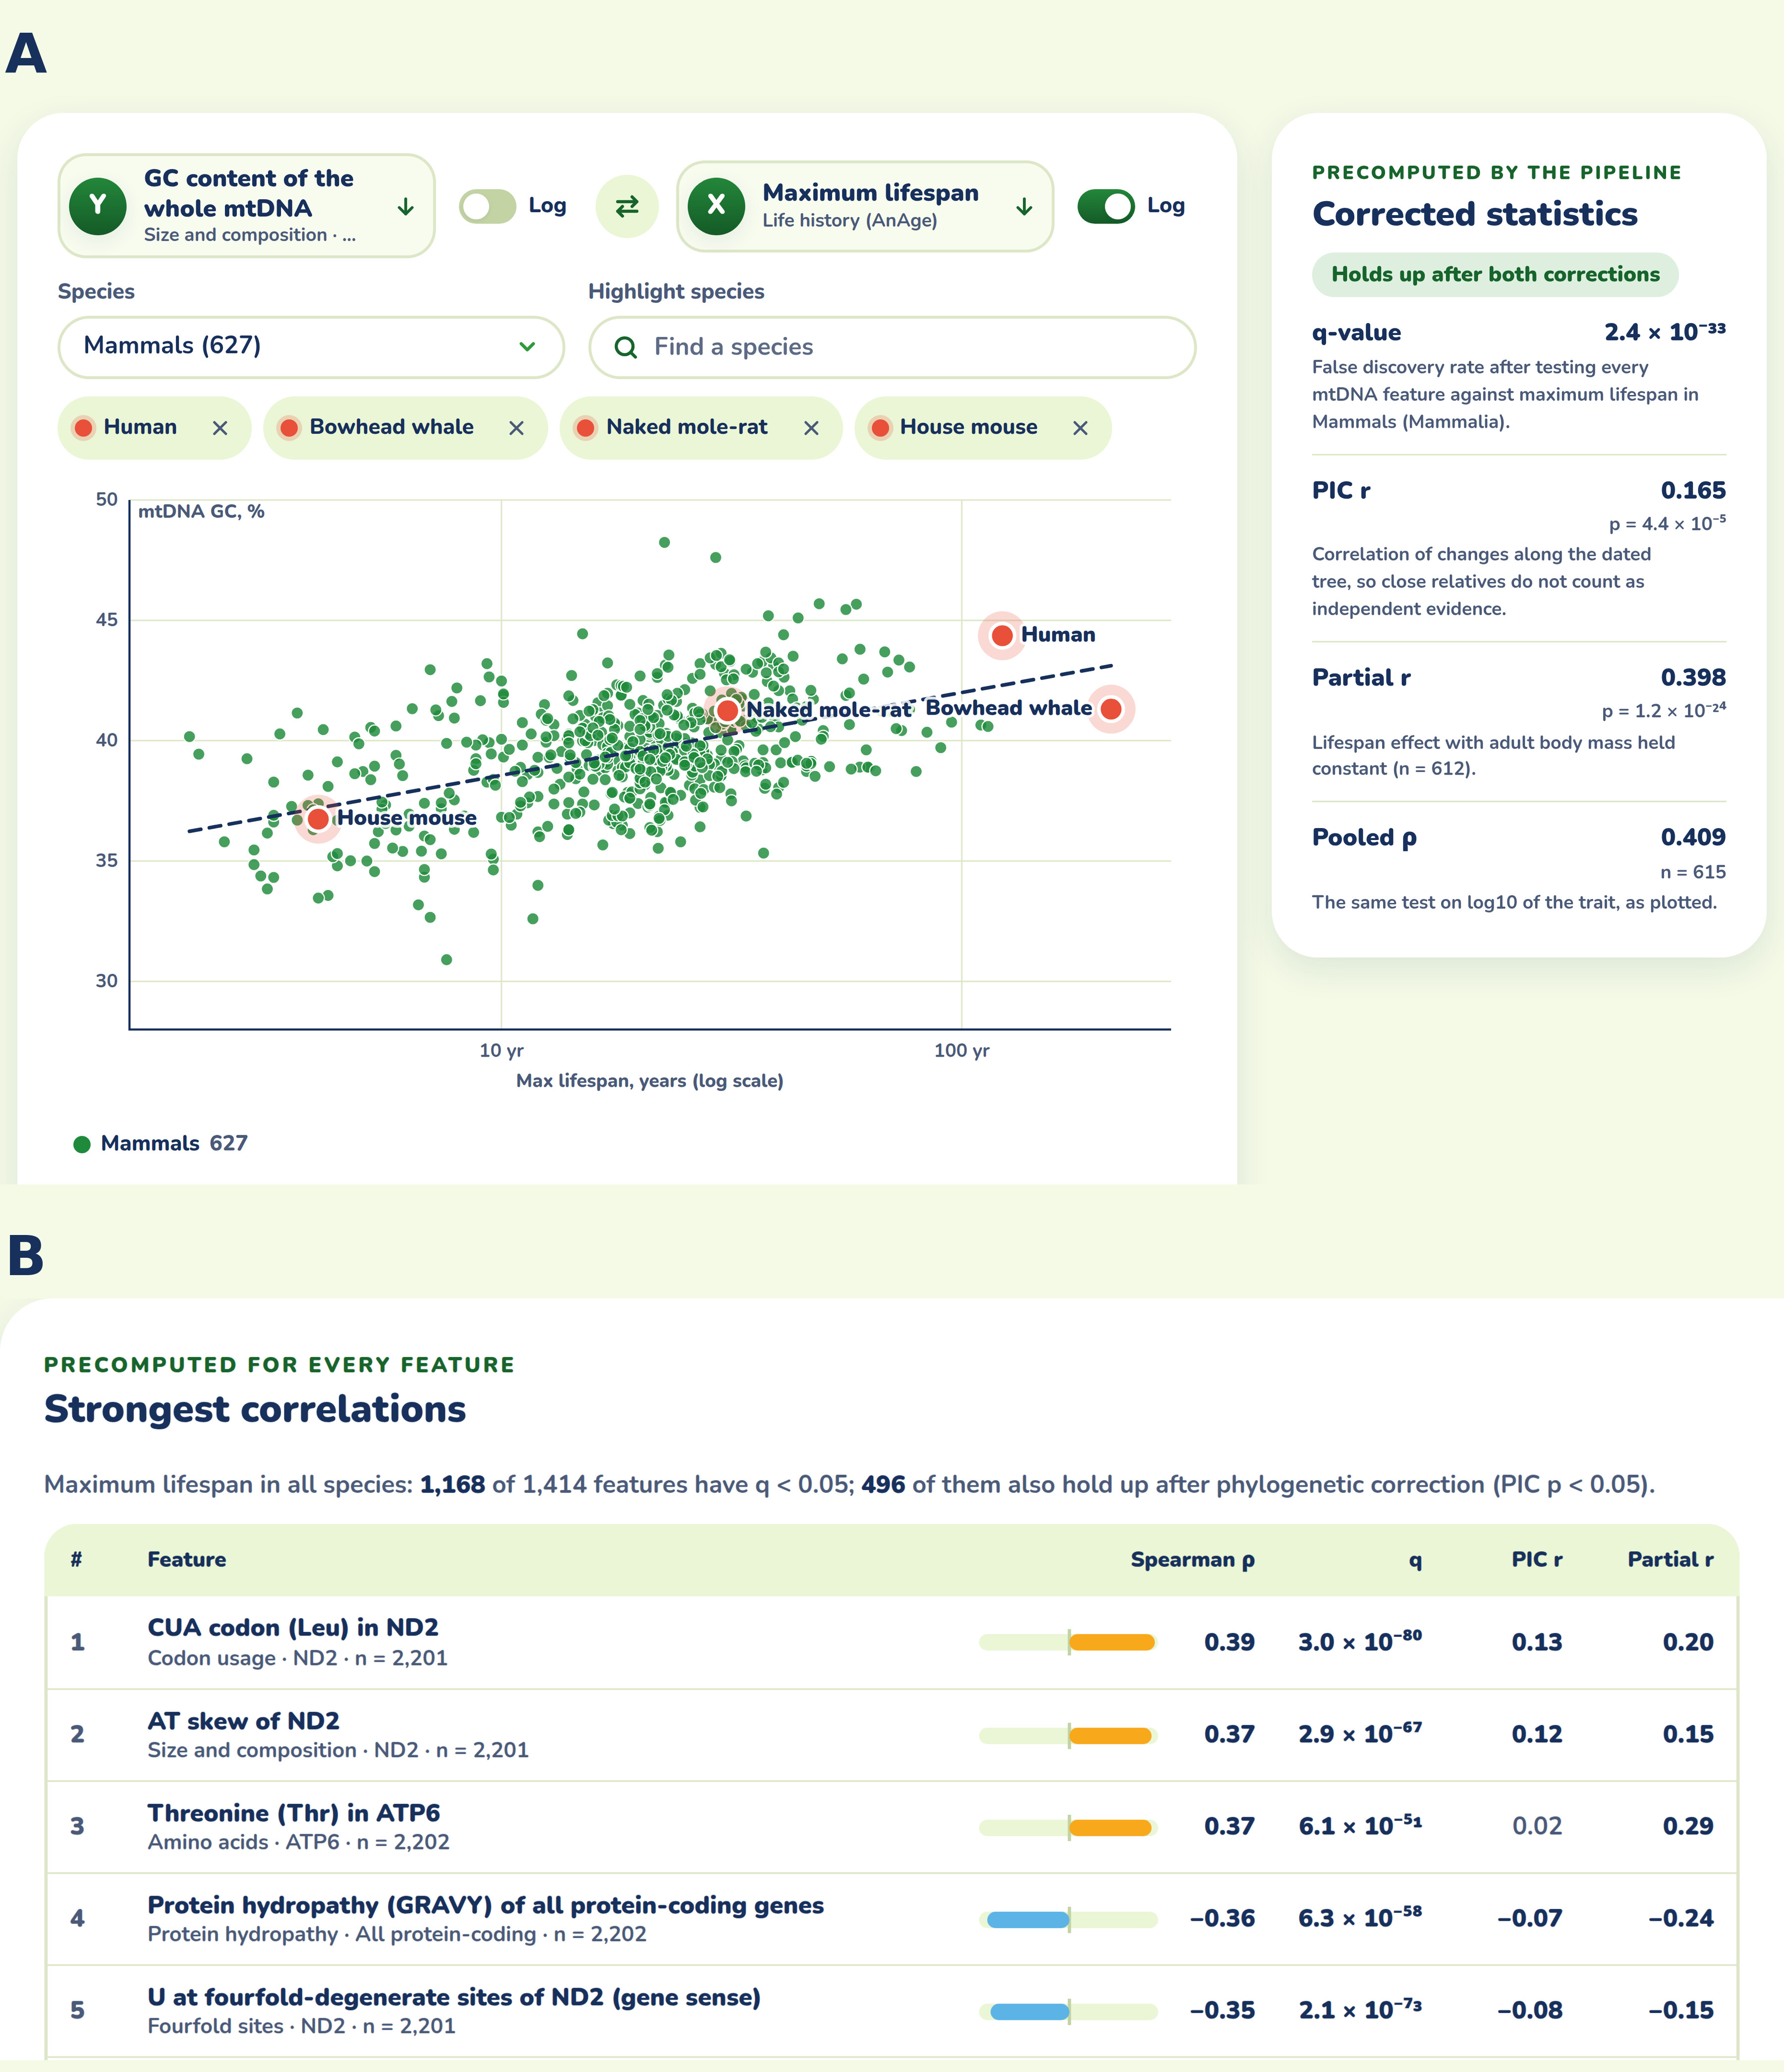 A
Y
GC content of the
whole mtDNA
Size and composition · ...
Log
X
Maximum lifespan
Life history (AnAge)
Log
Species
Highlight species
Mammals (627)
Find a species
Human
Bowhead whale
Naked mole-rat
House mouse
50
mtDNA GC, %
45
40
35
30
Human
Naked mole-rat
Bowhead whale
House mouse
10 yr
100 yr
Max lifespan, years (log scale)
Mammals 627
PRECOMPUTED BY THE PIPELINE
Corrected statistics
Holds up after both corrections
q-value 2.4 × 10⁻³³
False discovery rate after testing every
mtDNA feature against maximum lifespan in
Mammals (Mammalia).
PIC r 0.165
p = 4.4 × 10⁻⁵
Correlation of changes along the dated
tree, so close relatives do not count as
independent evidence.
Partial r 0.398
p = 1.2 × 10⁻²⁴
Lifespan effect with adult body mass held
constant (n = 612).
Pooled ρ 0.409
n = 615
The same test on log10 of the trait, as plotted.
B
PRECOMPUTED FOR EVERY FEATURE
Strongest correlations
Maximum lifespan in all species: 1,168 of 1,414 features have q < 0.05; 496 of them also hold up after phylogenetic correction (PIC p < 0.05).
# Feature Spearman ρ q PIC r Partial r
1 CUA codon (Leu) in ND2 0.39 3.0 × 10⁻⁸⁰ 0.13 0.20
Codon usage · ND2 · n = 2,201
2 AT skew of ND2 0.37 2.9 × 10⁻⁶⁷ 0.12 0.15
Size and composition · ND2 · n = 2,201
3 Threonine (Thr) in ATP6 0.37 6.1 × 10⁻⁵¹ 0.02 0.29
Amino acids · ATP6 · n = 2,202
4 Protein hydropathy (GRAVY) of all protein-coding genes −0.36 6.3 × 10⁻⁵⁸ −0.07 −0.24
Protein hydropathy · All protein-coding · n = 2,202
5 U at fourfold-degenerate sites of ND2 (gene sense) −0.35 2.1 × 10⁻⁷³ −0.08 −0.15
Fourfold sites · ND2 · n = 2,201